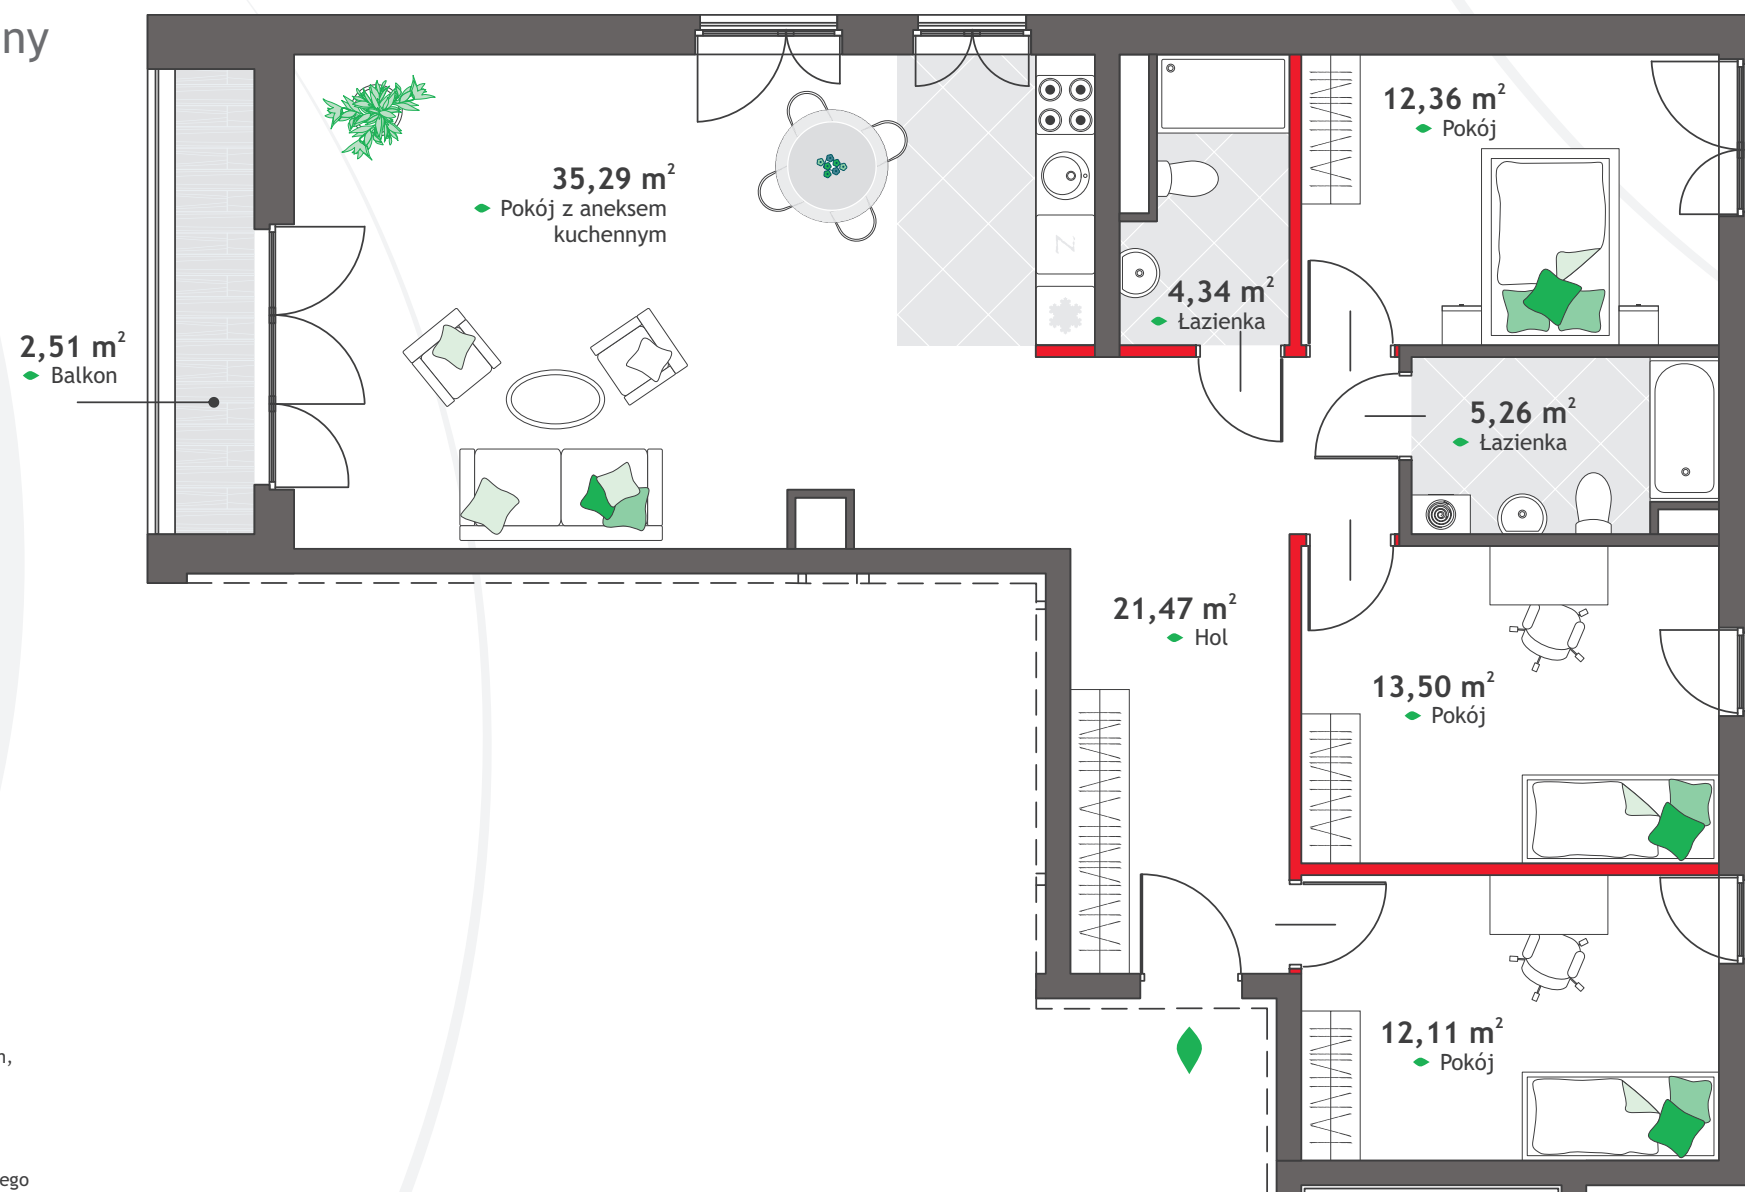 ny
35,29 m²
Pokój z aneksem
kuchennym
2,51 m²
Balkon
Z
4,34 m²
Łazienka
12,36 m²
Pokój
5,26 m²
Łazienka
21,47 m²
Hol
13,50 m²
Pokój
12,11 m²
Pokój
n,
ego